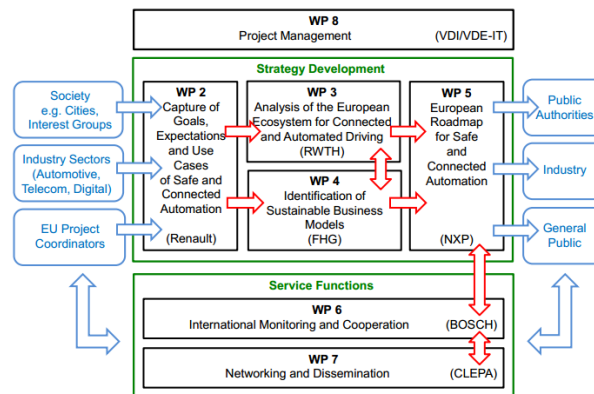 WP 8
Project Management (VDI/VDE-IT)
Strategy Development
Society
e.g. Cities,
Interest Groups
Industry Sectors
(Automotive,
Telecom, Digital)
EU Project
Coordinators
WP 2
Capture of
Goals,
Expectations
and Use
Cases
of Safe and
Connected
Automation
(Renault)
WP 3
Analysis of the European
Ecosystem for Connected
and Automated Driving
(RWTH)
WP 4
Identification of
Sustainable Business
Models
(FHG)
WP 5
European
Roadmap
for Safe
and
Connected
Automation
(NXP)
Public
Authorities
Industry
General
Public
Service Functions
WP 6
International Monitoring and Cooperation (BOSCH)
WP 7
Networking and Dissemination (CLEPA)